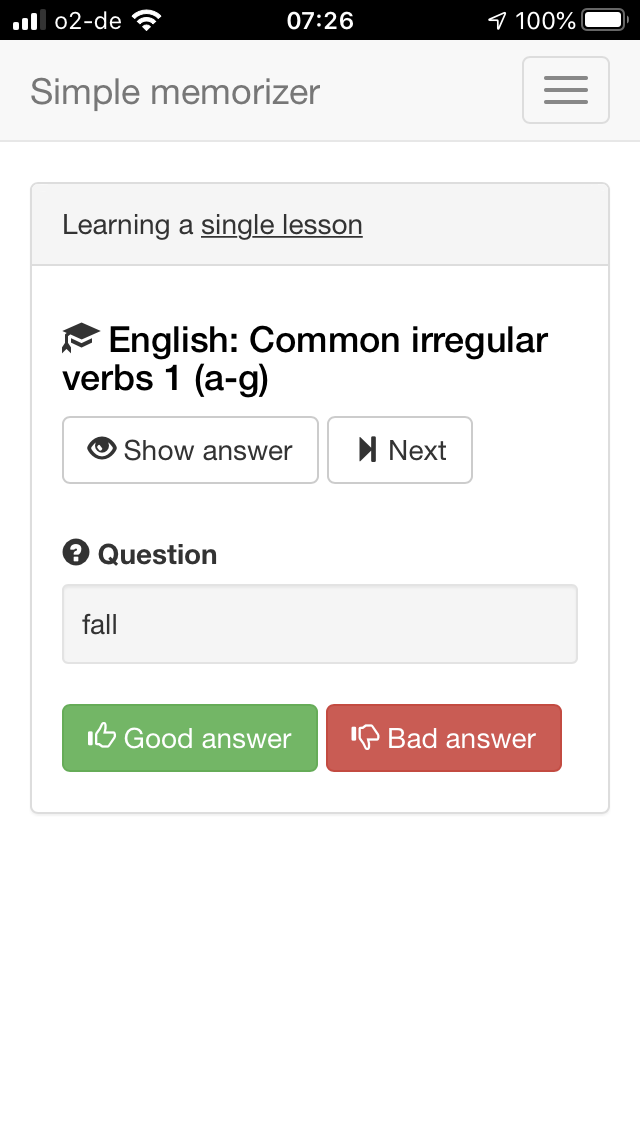 o2-de 07:26 100%
Simple memorizer
Learning a single lesson
English: Common irregular
verbs 1 (a-g)
Show answer Next
Question
fall
Good answer Bad answer